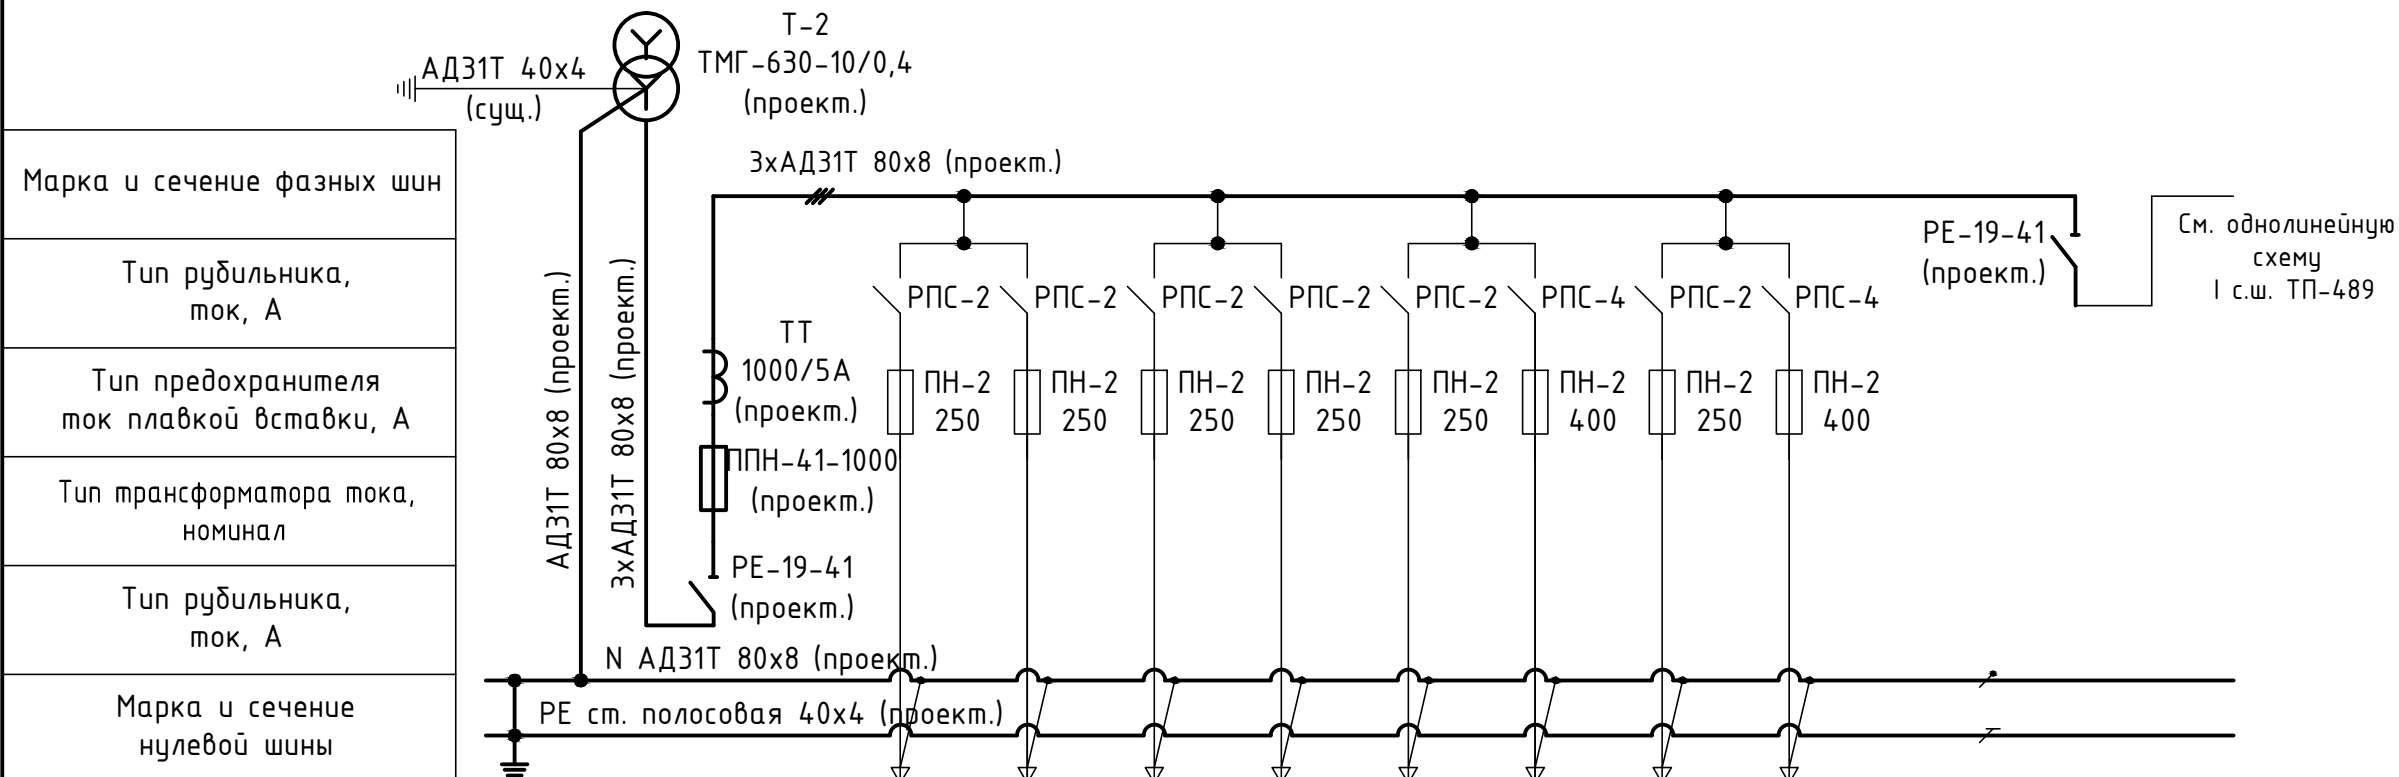 Т-2
ТМГ-630-10/0,4
(проект.)
АД31Т 40х4
(сущ.)
3хАД31Т 80х8 (проект.)
Марка и сечение фазных шин
Тип рубильника,
ток, А
Тип предохранителя
ток плавкой вставки, А
Тип трансформатора тока,
номинал
Тип рубильника,
ток, А
Марка и сечение
нулевой шины
АД31Т 80х8 (проект.)
3хАД31Т 80х8 (проект.)
ТТ
1000/5А
(проект.)
ППН-41-1000
(проект.)
РЕ-19-41
(проект.)
РПС-2 РПС-2 РПС-2 РПС-2 РПС-2 РПС-4 РПС-2 РПС-4
ПН-2 ПН-2 ПН-2 ПН-2 ПН-2 ПН-2 ПН-2 ПН-2
250 250 250 250 250 400 250 400
РЕ-19-41
(проект.)
См. однолинейную
схему
I с.ш. ТП-489
N АД31Т 80х8 (проект.)
РЕ ст. полосовая 40х4 (проект.)